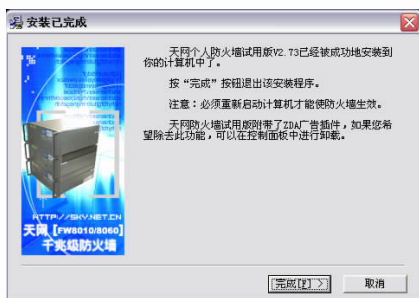 安装已完成
天网个人防火墙试用版V2.73已经被成功地安装到
你的计算机中了。
按“完成”按钮退出该安装程序。
注意：必须重新启动计算机才能使防火墙生效。
天网防火墙试用版附带了ZDA广告插件，如果您希
望除去此功能，可以在控制面板中进行卸载。
HTTP://SKY.NET.CN
天网【FW8010/8060】
千兆级防火墙
完成[F] >
取消